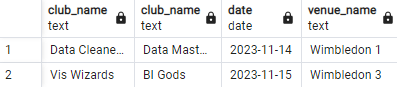 club_name club_name date venue_name
text text date text
1 Data Cleane... Data Mast... 2023-11-14 Wimbledon 1
2 Vis Wizards BI Gods 2023-11-15 Wimbledon 3